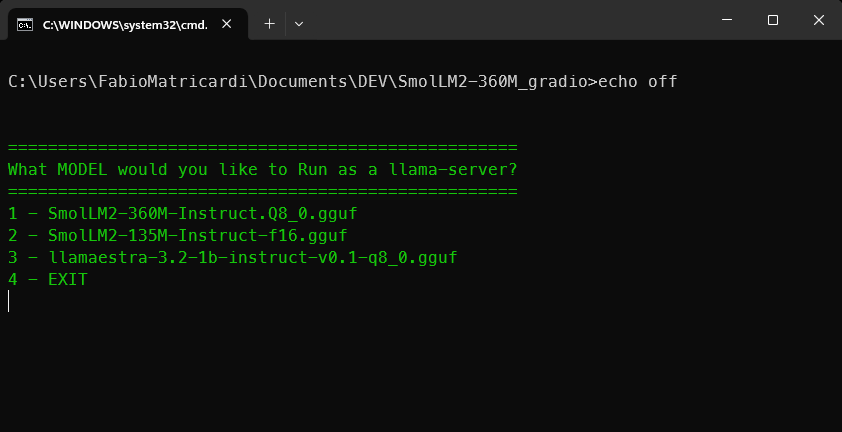 C:\WINDOWS\system32\cmd.
C:\Users\FabioMatricardi\Documents\DEV\SmolLM2-360M_gradio>echo off
===================================================
What MODEL would you like to Run as a llama-server?
===================================================
1 - SmolLM2-360M-Instruct.Q8_0.gguf
2 - SmolLM2-135M-Instruct-f16.gguf
3 - llamaestra-3.2-1b-instruct-v0.1-q8_0.gguf
4 - EXIT